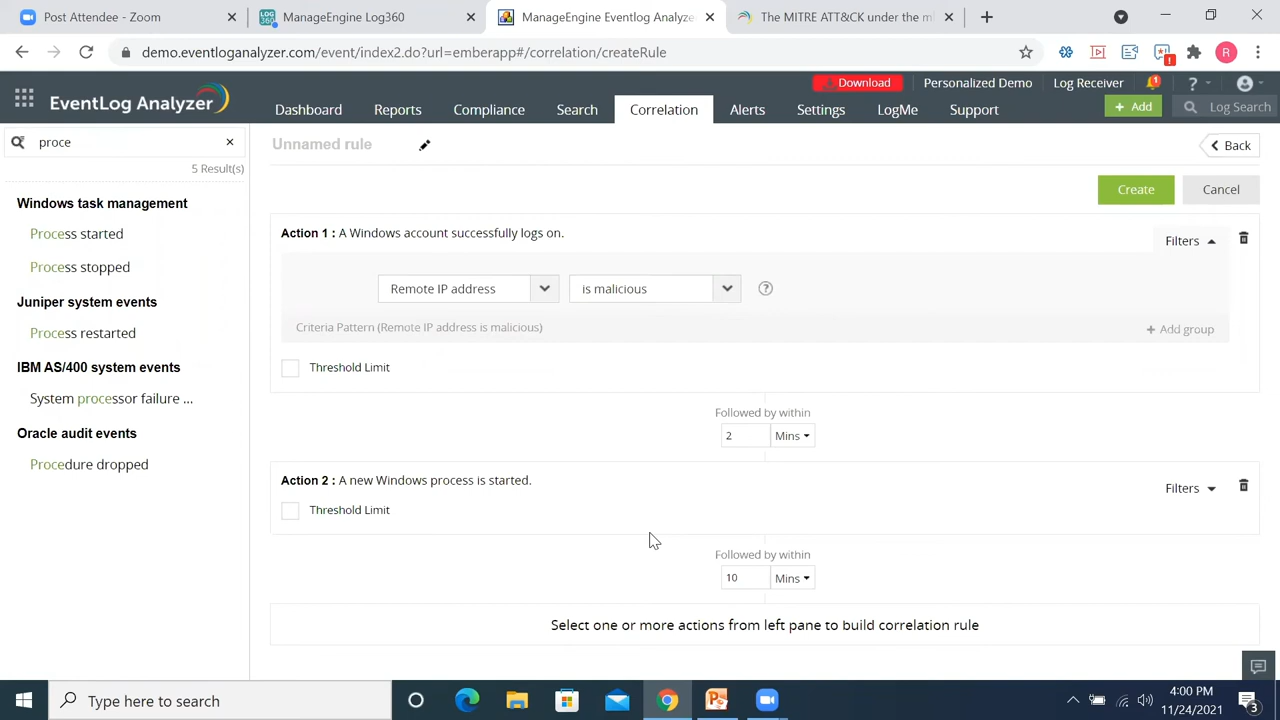 Post Attendee - Zoom
ManageEngine Log360
ManageEngine Eventlog Analyze
The MITRE ATT&CK under the m
demo.eventloganalyzer.com/event/index2.do?url=emberapp#/correlation/createRule
R
Download
Personalized Demo
Log Receiver
1
?
EventLog Analyzer
Dashboard
Reports
Compliance
Search
Correlation
Alerts
Settings
LogMe
Support
+ Add
Log Search
proce
5 Result(s)
Unnamed rule
Back
Create
Cancel
Windows task management
Process started
Process stopped
Juniper system events
Process restarted
IBM AS/400 system events
System processor failure ...
Oracle audit events
Procedure dropped
Action 1 : A Windows account successfully logs on.
Filters
Remote IP address
is malicious
?
Criteria Pattern (Remote IP address is malicious)
+ Add group
Threshold Limit
Followed by within
2 Mins
Action 2 : A new Windows process is started.
Filters
Threshold Limit
Followed by within
10 Mins
Select one or more actions from left pane to build correlation rule
Type here to search
4:00 PM
11/24/2021
3